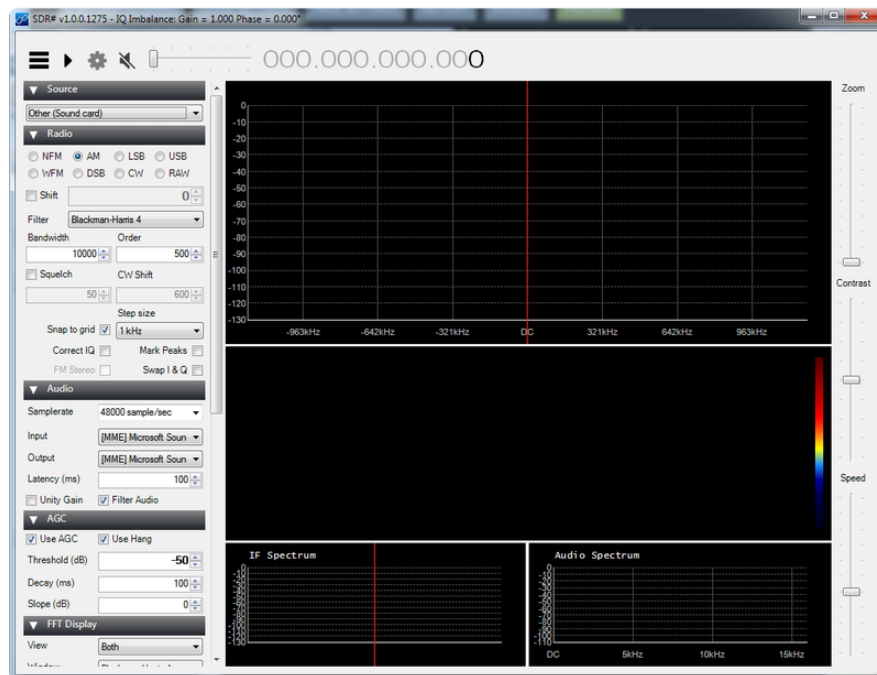 SDR# v1.0.0.1275 - IQ Imbalance: Gain = 1.000 Phase = 0.000°
000.000.000.000
Source
Other (Sound card)
Radio
NFM AM LSB USB
WFM DSB CW RAW
Shift 0
Filter Blackman-Harris 4
Bandwidth Order
10000 500
Squelch CW Shift
50 600
Step size
Snap to grid 1 kHz
Correct IQ Mark Peaks
FM Stereo Swap I & Q
Audio
Samplerate 48000 sample/sec
Input [MME] Microsoft Soun
Output [MME] Microsoft Soun
Latency (ms) 100
Unity Gain Filter Audio
AGC
Use AGC Use Hang
Threshold (dB) -50
Decay (ms) 100
Slope (dB) 0
FFT Display
View Both
0
-10
-20
-30
-40
-50
-60
-70
-80
-90
-100
-110
-120
-130
-963kHz -642kHz -321kHz DC 321kHz 642kHz 963kHz
IF Spectrum
0
-130
Audio Spectrum
0
-110
DC 5kHz 10kHz 15kHz
Zoom
Contrast
Speed